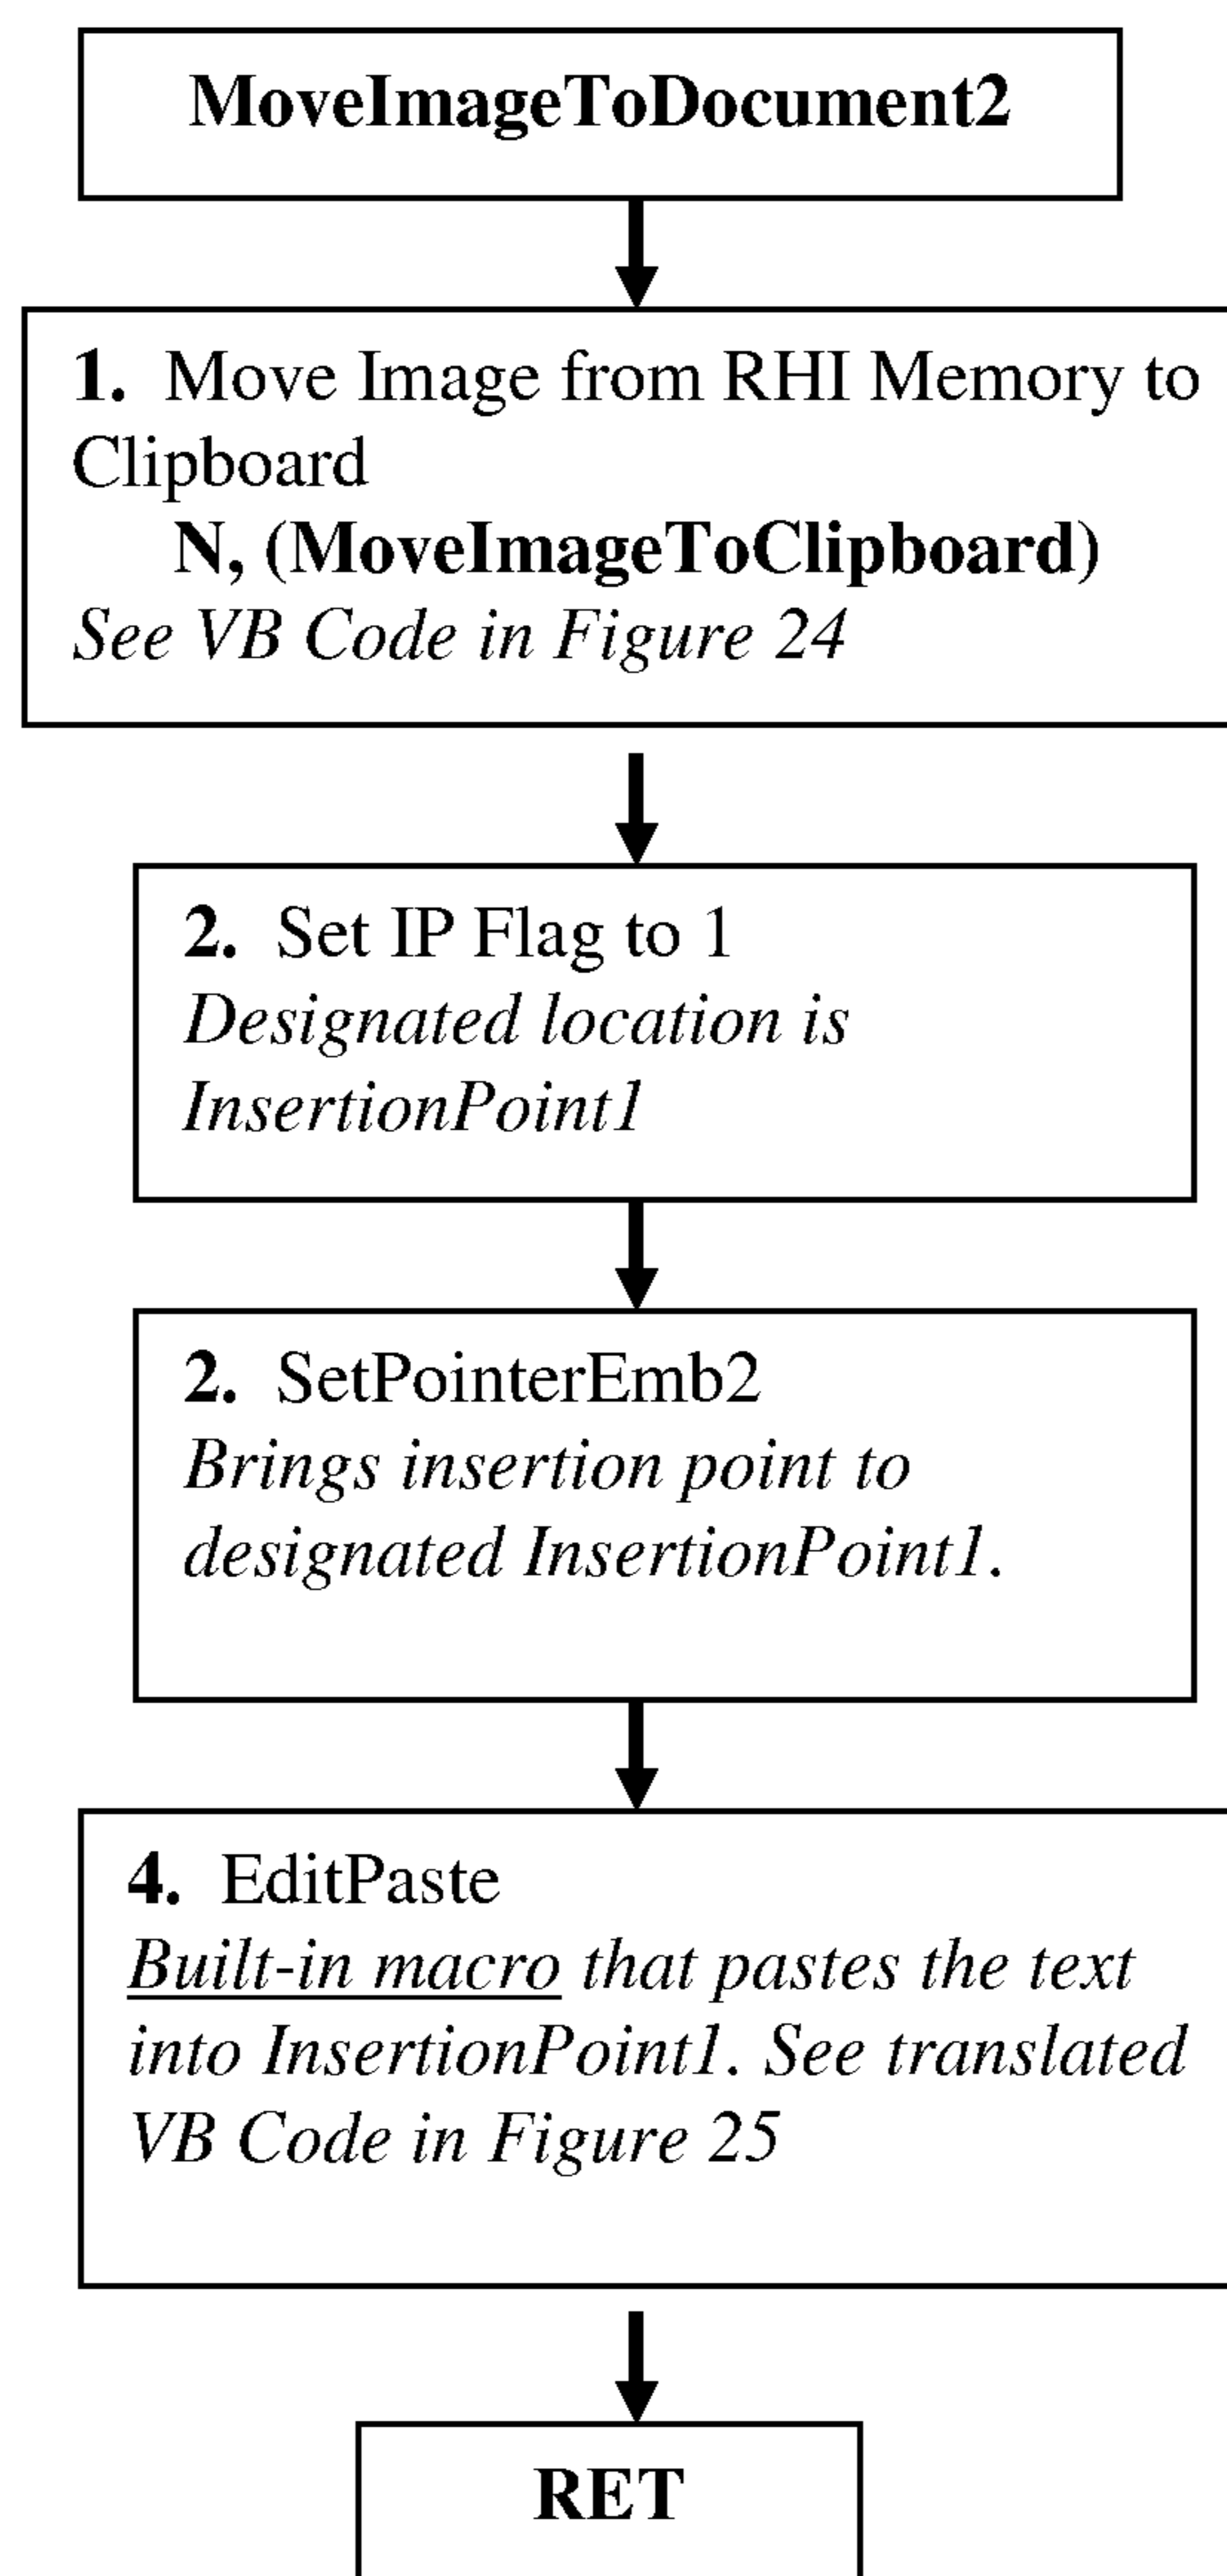 MoveImageToDocument2
1. Move Image from RHI Memory to
Clipboard
N, (MoveImageToClipboard)
See VB Code in Figure 24
2. Set IP Flag to 1
Designated location is
InsertionPoint1
2. SetPointerEmb2
Brings insertion point to
designated InsertionPoint1.
4. EditPaste
Built-in macro that pastes the text
into InsertionPoint1. See translated
VB Code in Figure 25
RET